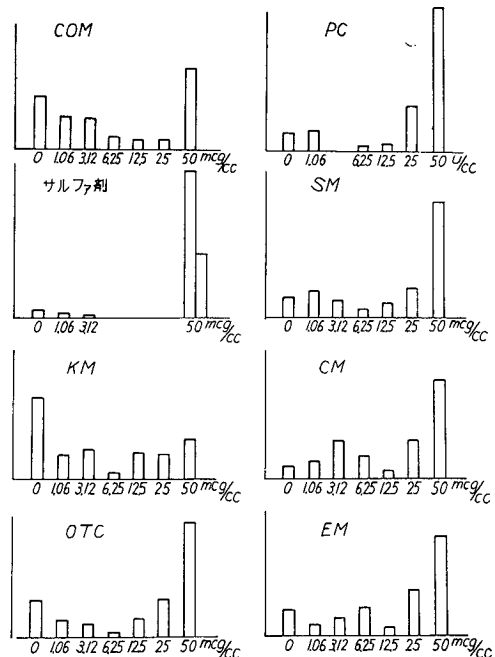 COM
0 1.06 3.12 6.25 12.5 25 50 mcg/cc
PC
0 1.06 6.25 12.5 25 50 u/cc
サルファ剤
0 1.06 3.12 50 mcg/cc
SM
0 1.06 3.12 6.25 12.5 25 50 mcg/cc
KM
0 1.06 3.12 6.25 125 25 50 mcg/cc
CM
0 1.06 3.12 6.25 12.5 25 50 mcg/cc
OTC
0 1.06 3.12 6.25 12.5 25 50 mcg/cc
EM
0 1.06 3.12 6.25 12.5 25 50 mcg/cc